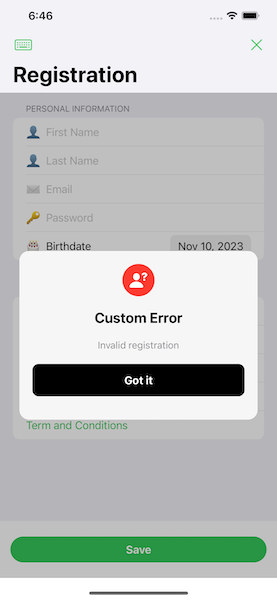 6:46
Registration
PERSONAL INFORMATION
First Name
Last Name
Email
Password
Birthdate Nov 10, 2023
Custom Error
Invalid registration
Got it
Term and Conditions
Save